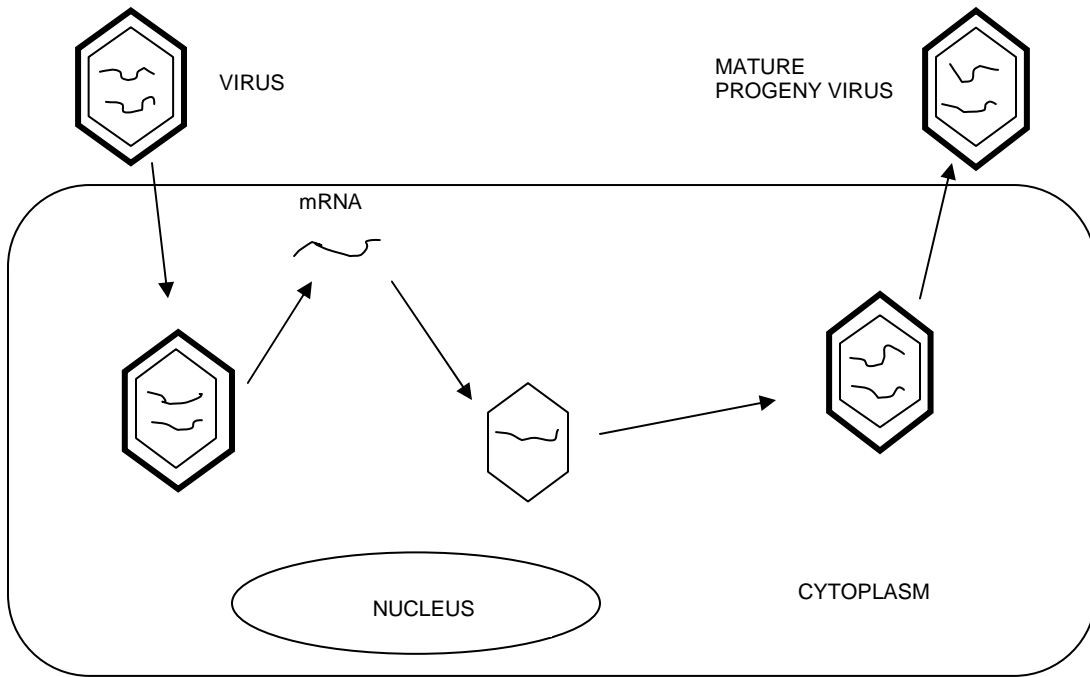 VIRUS
MATURE
PROGENY VIRUS
mRNA
NUCLEUS
CYTOPLASM